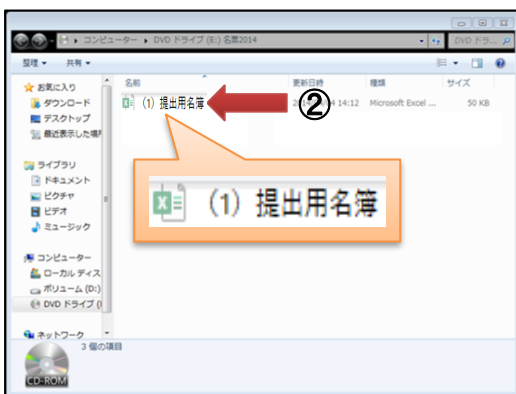 コンピューター ▸ DVD ドライブ (E:) 名票2014
DVD ドラ...
整理 ▾ 共有 ▾
名前 更新日時 種類 サイズ
(1) 提出用名簿 14:12 Microsoft Excel ... 50 KB
②
(1) 提出用名簿
お気に入り
ダウンロード
デスクトップ
最近表示した場所
ライブラリ
ドキュメント
ピクチャ
ビデオ
ミュージック
コンピューター
ローカル ディス
ボリューム (D:)
DVD ドライブ (
ネットワーク
3 個の項目
CD-ROM